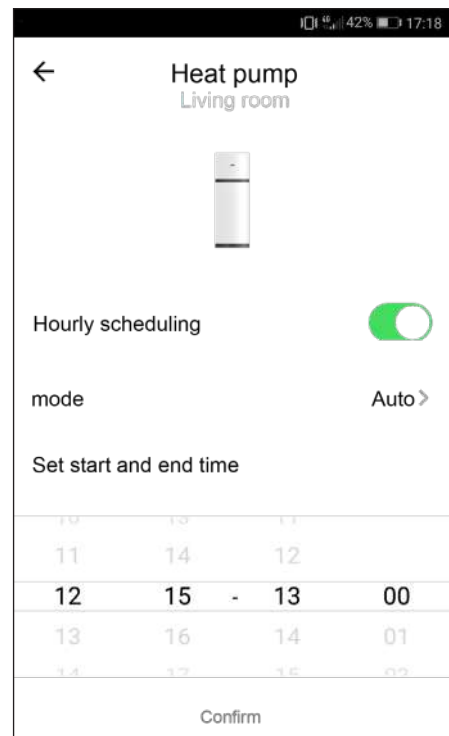 42% 17:18
Heat pump
Living room
Hourly scheduling
mode Auto
Set start and end time
11 14 12
12 15 - 13 00
13 16 14 01
Confirm